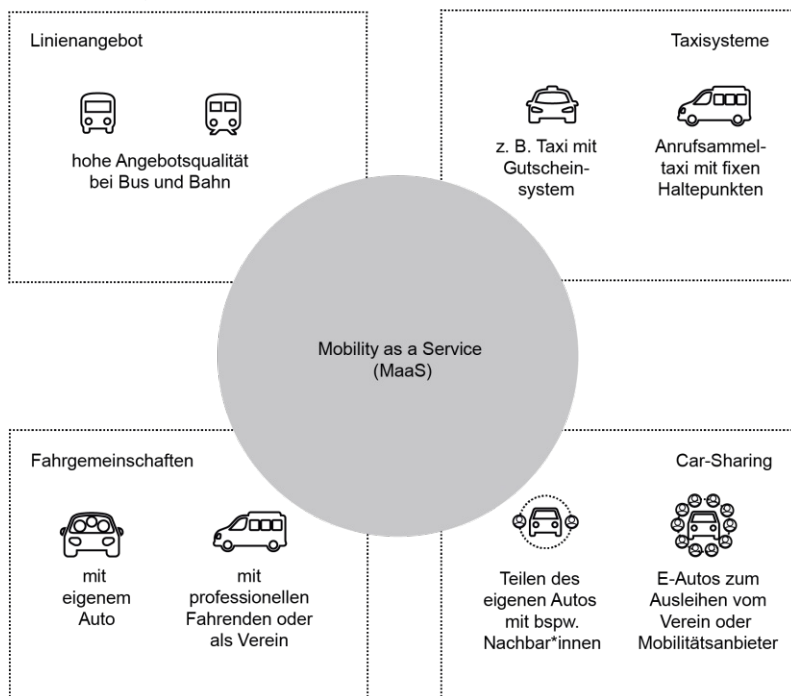 Linienangebot
hohe Angebotsqualität
bei Bus und Bahn
Taxisysteme
z. B. Taxi mit
Gutschein-
system
Anrufsammel-
taxi mit fixen
Haltepunkten
Mobility as a Service
(MaaS)
Fahrgemeinschaften
mit
eigenem
Auto
mit
professionellen
Fahrenden oder
als Verein
Car-Sharing
Teilen des
eigenen Autos
mit bspw.
Nachbar*innen
E-Autos zum
Ausleihen vom
Verein oder
Mobilitätsanbieter